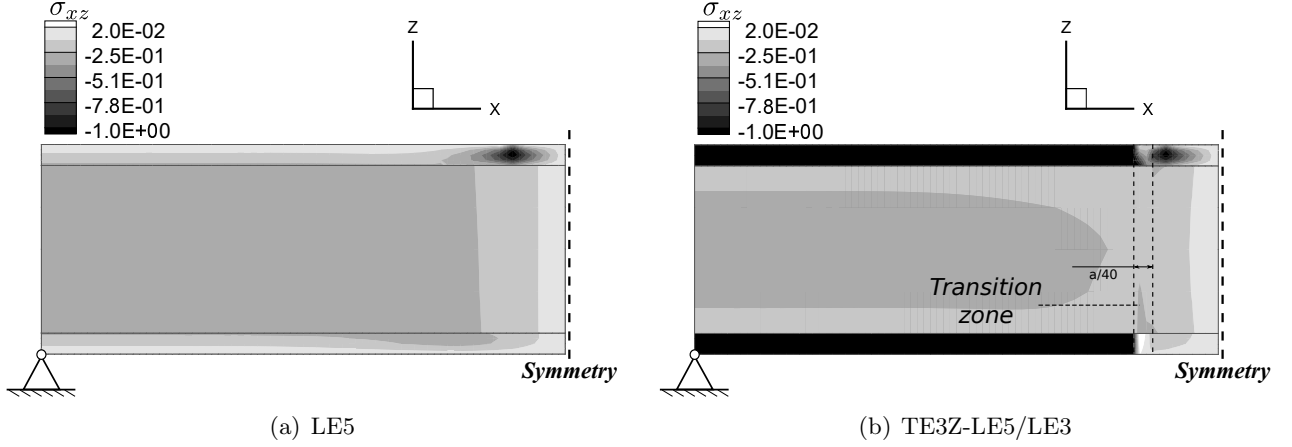 σxz
2.0E-02
-2.5E-01
-5.1E-01
-7.8E-01
-1.0E+00
Z
X
Symmetry
(a) LE5
σxz
2.0E-02
-2.5E-01
-5.1E-01
-7.8E-01
-1.0E+00
Z
X
a/40
Transition
zone
Symmetry
(b) TE3Z-LE5/LE3